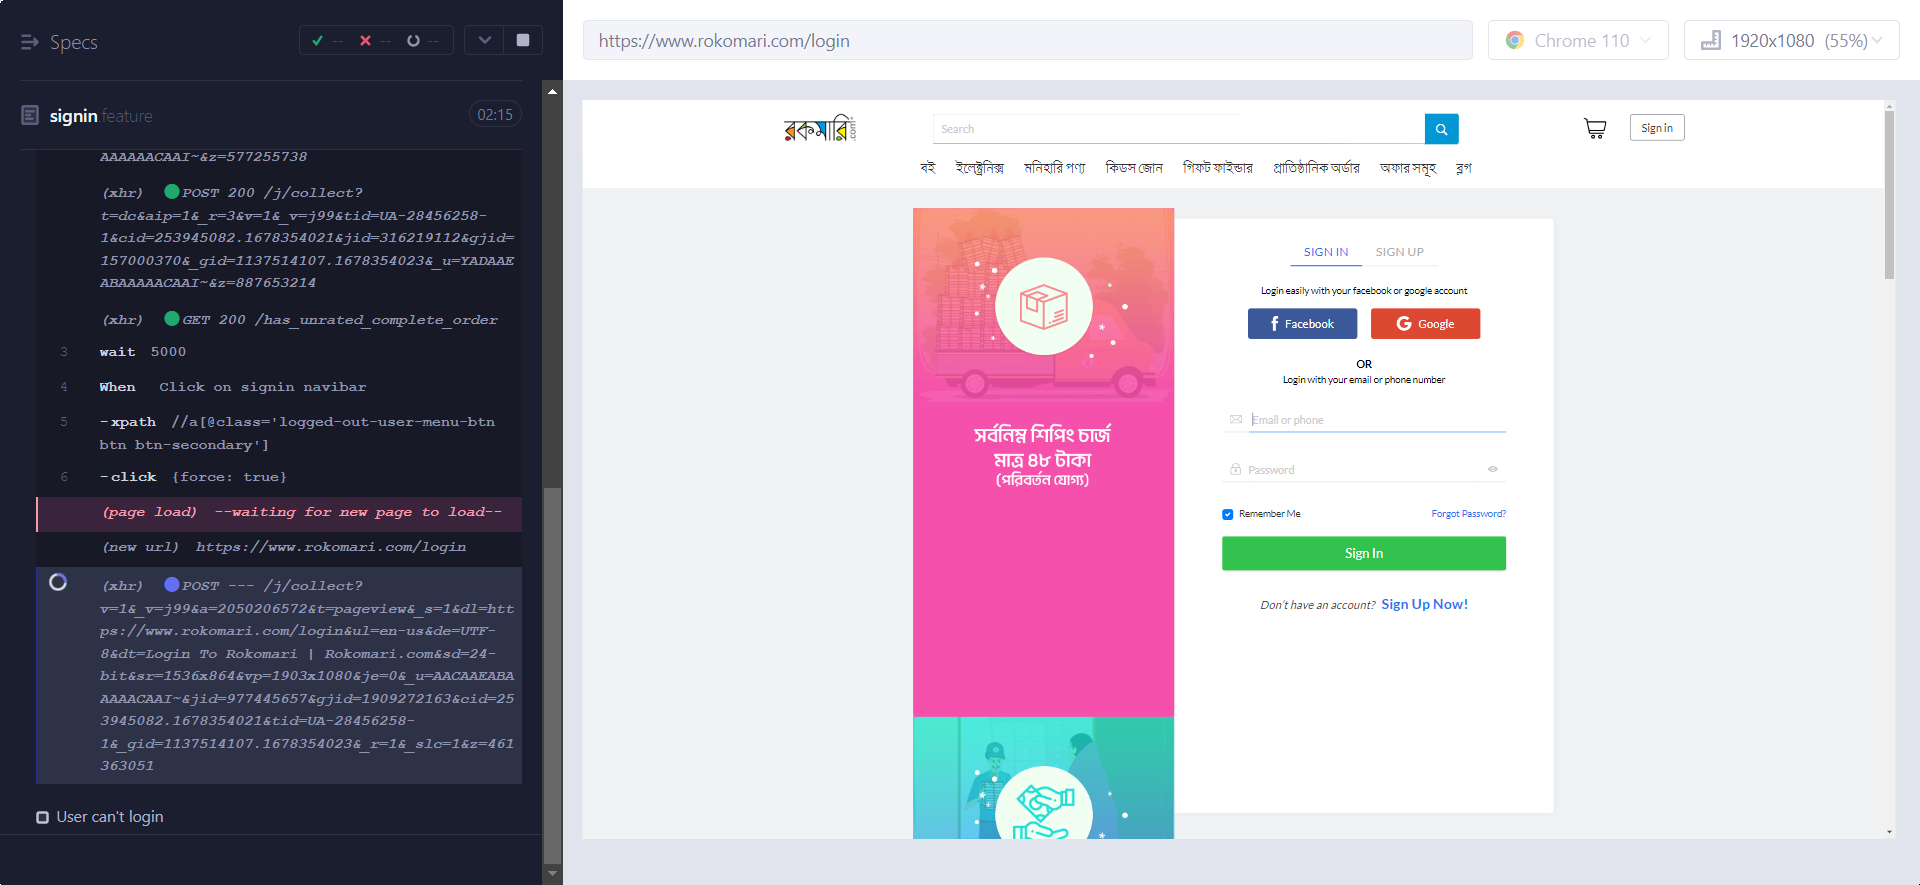 Specs
-- -- --
signin.feature
02:15
AAAAAACAAI~&z=577255738
(xhr) POST 200 /j/collect?
t=dc&aip=1&_r=3&v=1&_v=j99&tid=UA-28456258-
1&cid=253945082.1678354021&jid=316219112&gjid=
157000370&_gid=1137514107.1678354023&_u=YADAAE
ABAAAAACAAI~&z=887653214
(xhr) GET 200 /has_unrated_complete_order
3 wait 5000
4 When Click on signin navibar
5 -xpath //a[@class='logged-out-user-menu-btn
btn btn-secondary']
6 -click {force: true}
(page load) --waiting for new page to load--
(new url) https://www.rokomari.com/login
(xhr) POST --- /j/collect?
v=1&_v=j99&a=2050206572&t=pageview&_s=1&dl=htt
ps://www.rokomari.com/login&ul=en-us&de=UTF-
8&dt=Login To Rokomari | Rokomari.com&sd=24-
bit&sr=1536x864&vp=1903x1080&je=0&_u=AACAAEABA
AAAACAAI~&jid=977445657&gjid=1909272163&cid=25
3945082.1678354021&tid=UA-28456258-
1&_gid=1137514107.1678354023&_r=1&_slc=1&z=461
363051
User can't login
https://www.rokomari.com/login
Chrome 110
1920x1080 (55%)
রকমারি.com
Search
Sign in
বই ইলেক্ট্রনিক্স মনিহারি পণ্য কিডস জোন গিফট ফাইন্ডার প্রাতিষ্ঠানিক অর্ডার অফার সমূহ ব্লগ
সর্বনিম্ন শিপিং চার্জ
মাত্র ৪৮ টাকা
(পরিবর্তন যোগ্য)
SIGN IN SIGN UP
Login easily with your facebook or google account
Facebook Google
OR
Login with your email or phone number
Email or phone
Password
Remember Me Forgot Password?
Sign In
Don't have an account? Sign Up Now!